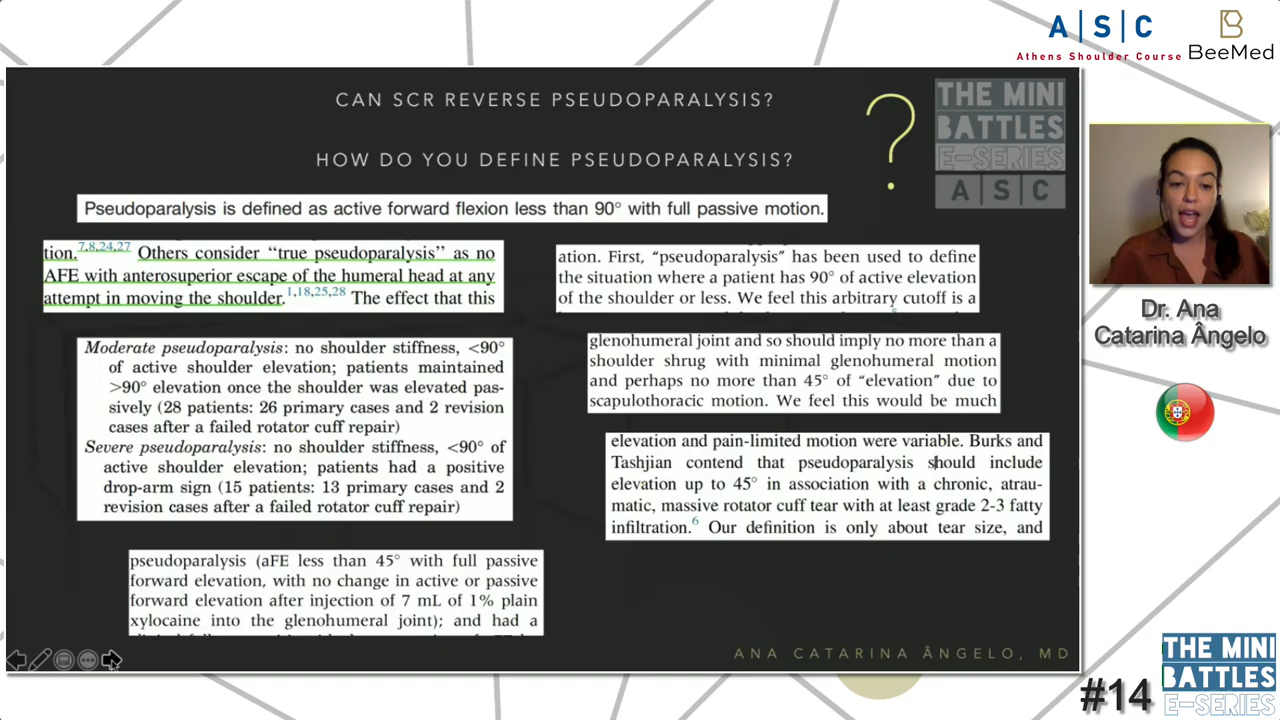 A|S|C
Athens Shoulder Course
BeeMed
CAN SCR REVERSE PSEUDOPARALYSIS?
HOW DO YOU DEFINE PSEUDOPARALYSIS?
?
THE MINI
BATTLES
E-SERIES
A|S|C
Pseudoparalysis is defined as active forward flexion less than 90° with full passive motion.
tion.7,8,24,27 Others consider “true pseudoparalysis” as no
AFE with anterosuperior escape of the humeral head at any
attempt in moving the shoulder.1,18,25,28 The effect that this
Moderate pseudoparalysis: no shoulder stiffness, <90°
of active shoulder elevation; patients maintained
>90° elevation once the shoulder was elevated pas-
sively (28 patients: 26 primary cases and 2 revision
cases after a failed rotator cuff repair)
Severe pseudoparalysis: no shoulder stiffness, <90° of
active shoulder elevation; patients had a positive
drop-arm sign (15 patients: 13 primary cases and 2
revision cases after a failed rotator cuff repair)
pseudoparalysis (aFE less than 45° with full passive
forward elevation, with no change in active or passive
forward elevation after injection of 7 mL of 1% plain
xylocaine into the glenohumeral joint); and had a
ation. First, “pseudoparalysis” has been used to define
the situation where a patient has 90° of active elevation
of the shoulder or less. We feel this arbitrary cutoff is a
glenohumeral joint and so should imply no more than a
shoulder shrug with minimal glenohumeral motion
and perhaps no more than 45° of “elevation” due to
scapulothoracic motion. We feel this would be much
elevation and pain-limited motion were variable. Burks and
Tashjian contend that pseudoparalysis should include
elevation up to 45° in association with a chronic, atrau-
matic, massive rotator cuff tear with at least grade 2-3 fatty
infiltration.6 Our definition is only about tear size, and
ANA CATARINA ÂNGELO, MD
Dr. Ana
Catarina Ângelo
#14
THE MINI
BATTLES
E-SERIES